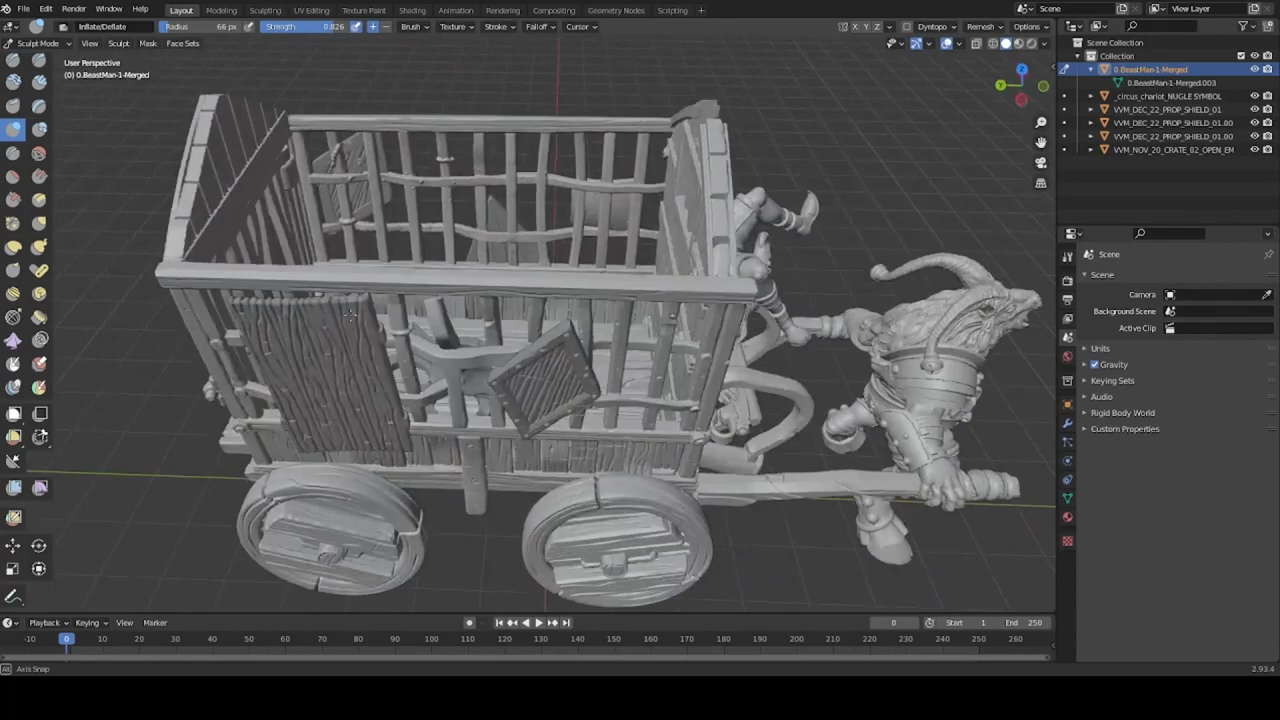 File Edit Render Window Help Layout Modeling Sculpting UV Editing Texture Paint Shading Animation Rendering Compositing Geometry Nodes Scripting + Scene View Layer
Inflate/Deflate Radius 66 px Strength 0.826 Brush Texture Stroke Falloff Cursor X Y Z Dyntopo Remesh Options
Sculpt Mode View Sculpt Mask Face Sets
User Perspective
(0) 0.BeastMan-1-Merged
Z
Y
Scene Collection
Collection
0.BeastMan-1-Merged
0.BeastMan-1-Merged.003
_circus_chariot_NUGLE SYMBOL
VVM_DEC_22_PROP_SHIELD_01
VVM_DEC_22_PROP_SHIELD_01.00
VVM_DEC_22_PROP_SHIELD_01.00
VVM_NOV_20_CRATE_02_OPEN_EM
Scene
Scene
Camera
Background Scene
Active Clip
Units
Gravity
Keying Sets
Audio
Rigid Body World
Custom Properties
Playback Keying View Marker 0 Start 1 End 250
-10 0 10 20 30 40 50 60 70 80 90 100 110 120 130 140 150 160 170 180 190 200 210 220 230 240 250 260
Axis Snap 2.93.4